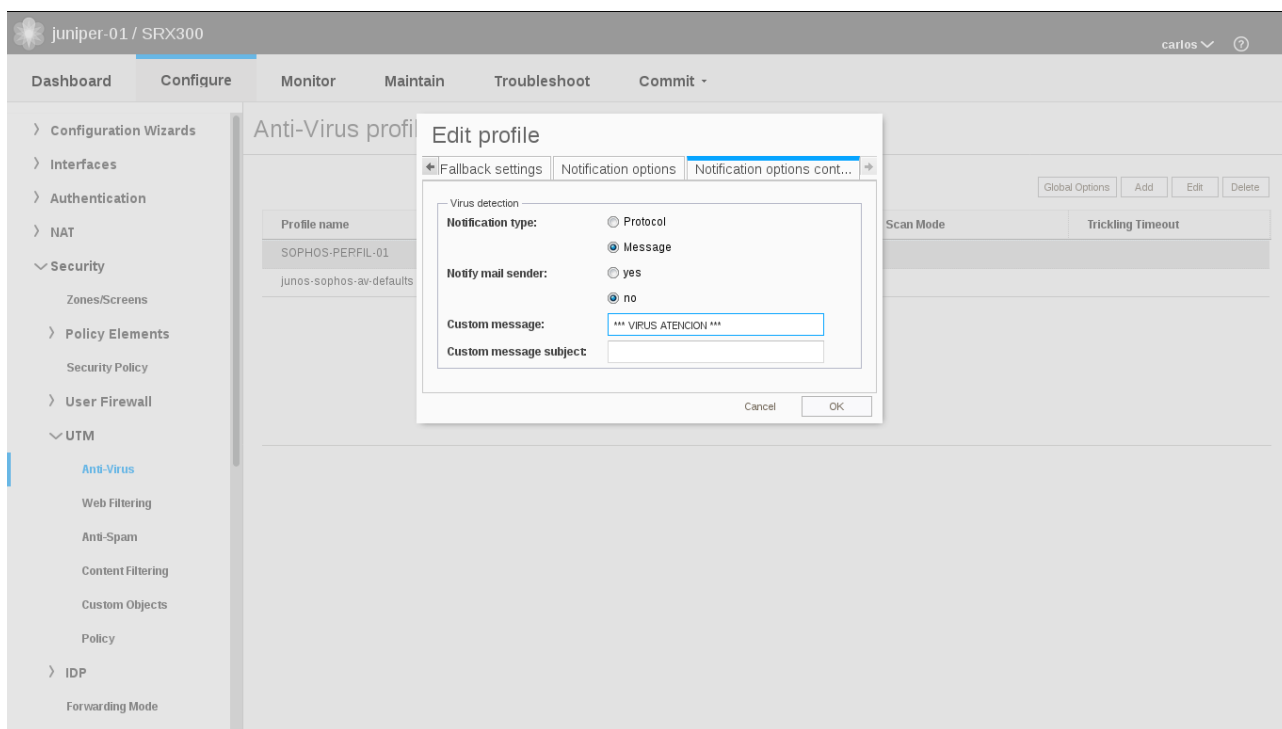 juniper-01 / SRX300
carlos
Dashboard Configure Monitor Maintain Troubleshoot Commit
Configuration Wizards
Interfaces
Authentication
NAT
Security
Zones/Screens
Policy Elements
Security Policy
User Firewall
UTM
Anti-Virus
Web Filtering
Anti-Spam
Content Filtering
Custom Objects
Policy
IDP
Forwarding Mode
Anti-Virus profil
Global Options Add Edit Delete
Profile name Scan Mode Trickling Timeout
SOPHOS-PERFIL-01
junos-sophos-av-defaults
Edit profile
Fallback settings Notification options Notification options cont...
Virus detection
Notification type: Protocol
Message
Notify mail sender: yes
no
Custom message: *** VIRUS ATENCION ***
Custom message subject:
Cancel OK